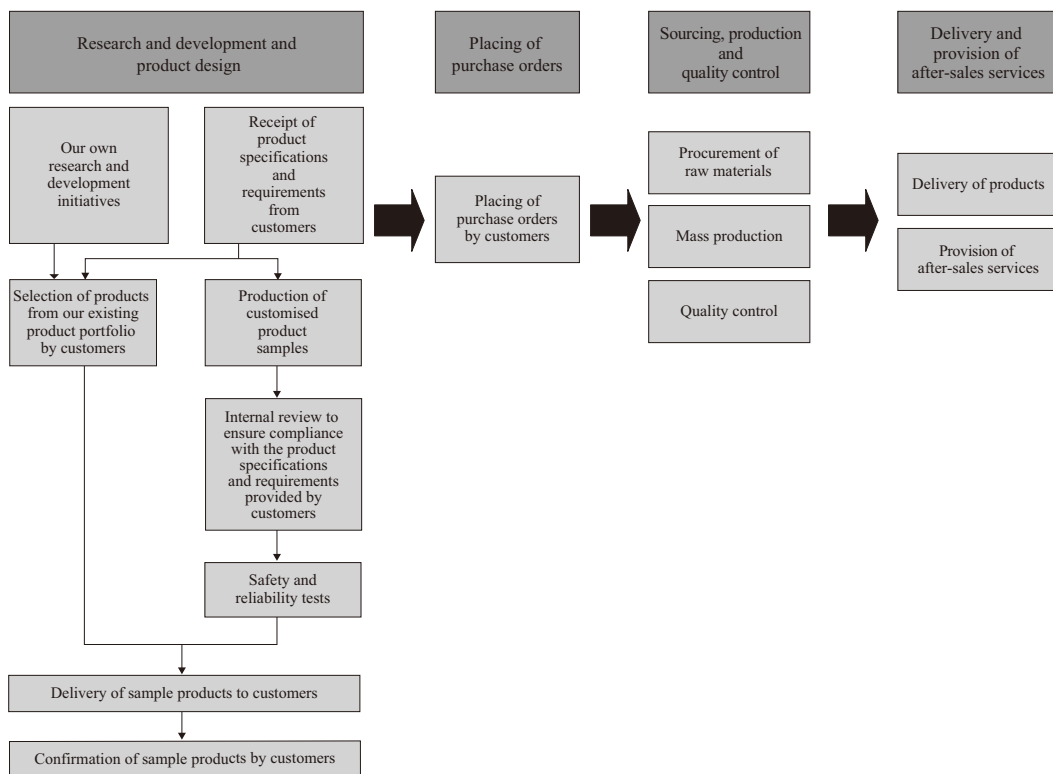 Research and development and
product design
Placing of
purchase orders
Sourcing, production
and
quality control
Delivery and
provision of
after-sales services
Our own
research and
development
initiatives
Receipt of
product
specifications
and
requirements
from
customers
Placing of
purchase orders
by customers
Procurement of
raw materials
Mass production
Quality control
Delivery of products
Provision of
after-sales services
Selection of products
from our existing
product portfolio
by customers
Production of
customised
product
samples
Internal review to
ensure compliance
with the product
specifications
and requirements
provided by
customers
Safety and
reliability tests
Delivery of sample products to customers
Confirmation of sample products by customers